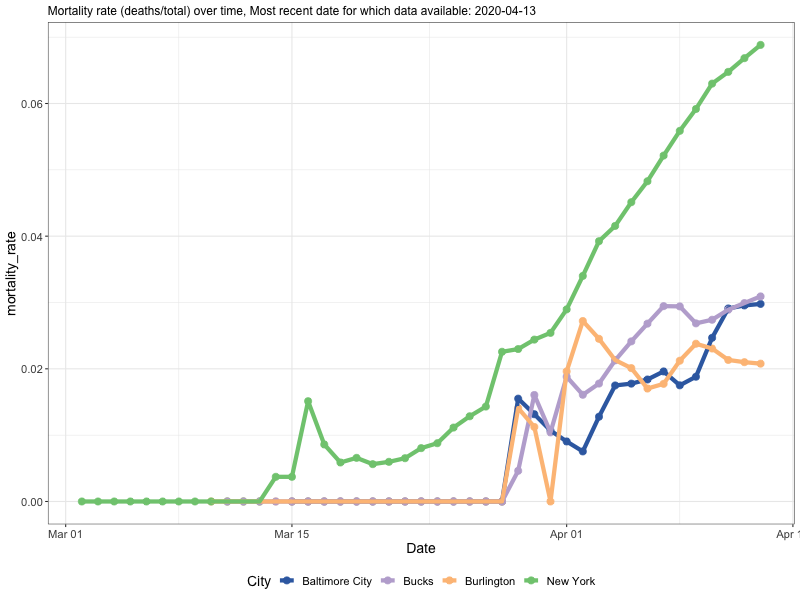 Mortality rate (deaths/total) over time, Most recent date for which data available: 2020-04-13
0.06
0.04
0.02
0.00
mortality_rate
Mar 01 Mar 15 Apr 01 Apr 1
Date
City Baltimore City Bucks Burlington New York